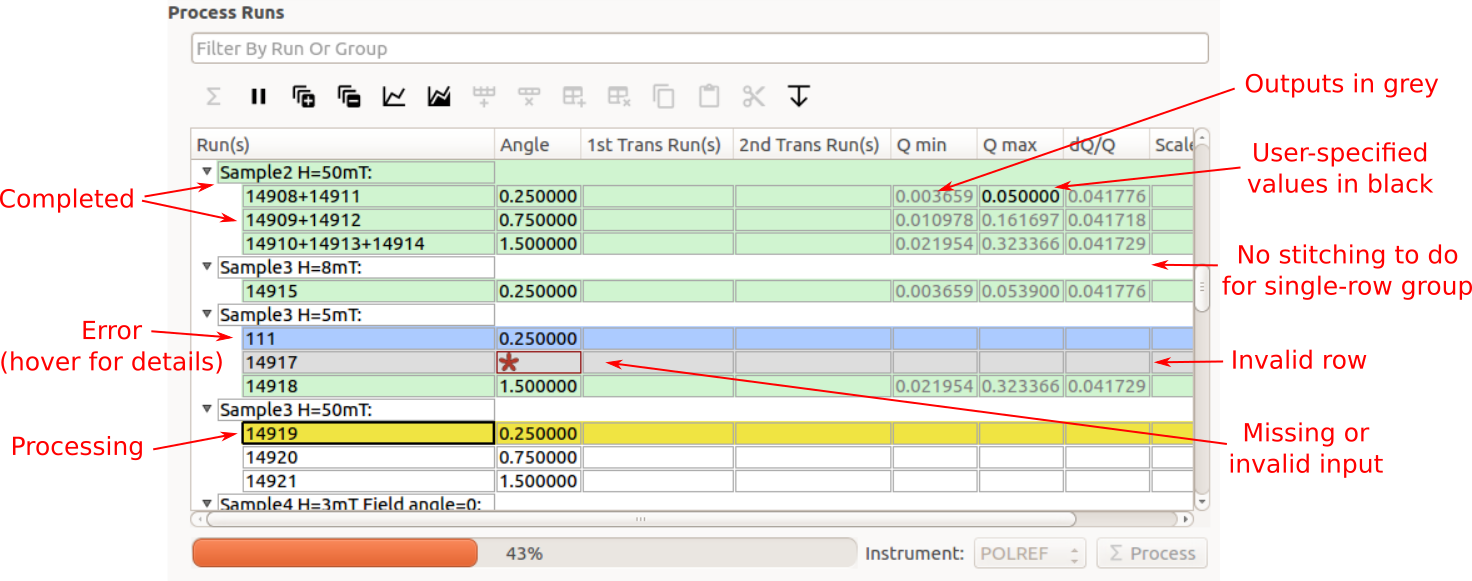 Process Runs
Filter By Run Or Group
Outputs in grey
Run(s) Angle 1st Trans Run(s) 2nd Trans Run(s) Q min Q max dQ/Q Scale
User-specified
values in black
Completed
Sample2 H=50mT:
14908+14911 0.250000 0.003659 0.050000 0.041776
14909+14912 0.750000 0.010978 0.161697 0.041718
14910+14913+14914 1.500000 0.021954 0.323366 0.041729
No stitching to do
for single-row group
Sample3 H=8mT:
14915 0.250000 0.003659 0.053900 0.041776
Sample3 H=5mT:
Error
(hover for details)
111 0.250000
14917 *
Invalid row
14918 1.500000 0.021954 0.323366 0.041729
Sample3 H=50mT:
Processing
14919 0.250000
Missing or
invalid input
14920 0.750000
14921 1.500000
Sample4 H=3mT Field angle=0:
43% Instrument: POLREF Σ Process